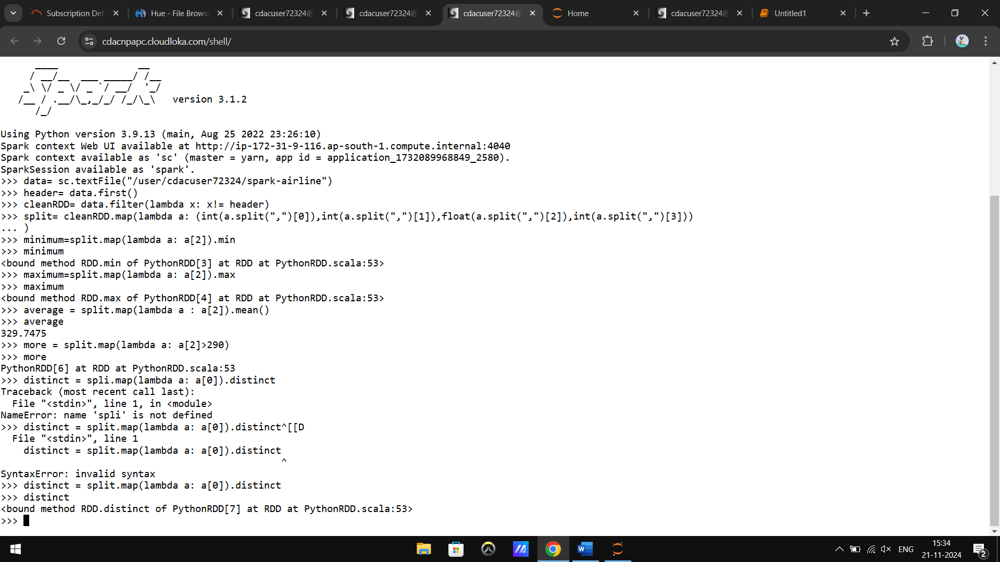 Subscription Det
Hue - File Brows
cdacuser72324@
cdacuser72324@
cdacuser72324@
Home
cdacuser72324@
Untitled1
cdacnpapc.cloudloka.com/shell/
      ____              __
     / __/__  ___ _____/ /__
    _\ \/ _ \/ _ `/ __/  '_/
   /__ / .__/\_,_/_/ /_/\_\   version 3.1.2
      /_/
Using Python version 3.9.13 (main, Aug 25 2022 23:26:10)
Spark context Web UI available at http://ip-172-31-9-116.ap-south-1.compute.internal:4040
Spark context available as 'sc' (master = yarn, app id = application_1732089968849_2580).
SparkSession available as 'spark'.
>>> data= sc.textFile("/user/cdacuser72324/spark-airline")
>>> header= data.first()
>>> cleanRDD= data.filter(lambda x: x!= header)
>>> split= cleanRDD.map(lambda a: (int(a.split(",")[0]),int(a.split(",")[1]),float(a.split(",")[2]),int(a.split(",")[3]))
... )
>>> minimum=split.map(lambda a: a[2]).min
>>> minimum
<bound method RDD.min of PythonRDD[3] at RDD at PythonRDD.scala:53>
>>> maximum=split.map(lambda a: a[2]).max
>>> maximum
<bound method RDD.max of PythonRDD[4] at RDD at PythonRDD.scala:53>
>>> average = split.map(lambda a : a[2]).mean()
>>> average
329.7475
>>> more = split.map(lambda a: a[2]>290)
>>> more
PythonRDD[6] at RDD at PythonRDD.scala:53
>>> distinct = spli.map(lambda a: a[0]).distinct
Traceback (most recent call last):
  File "<stdin>", line 1, in <module>
NameError: name 'spli' is not defined
>>> distinct = split.map(lambda a: a[0]).distinct^[[D
  File "<stdin>", line 1
    distinct = split.map(lambda a: a[0]).distinct
                                                 ^
SyntaxError: invalid syntax
>>> distinct = split.map(lambda a: a[0]).distinct
>>> distinct
<bound method RDD.distinct of PythonRDD[7] at RDD at PythonRDD.scala:53>
>>>
W
ENG
15:34
21-11-2024
2